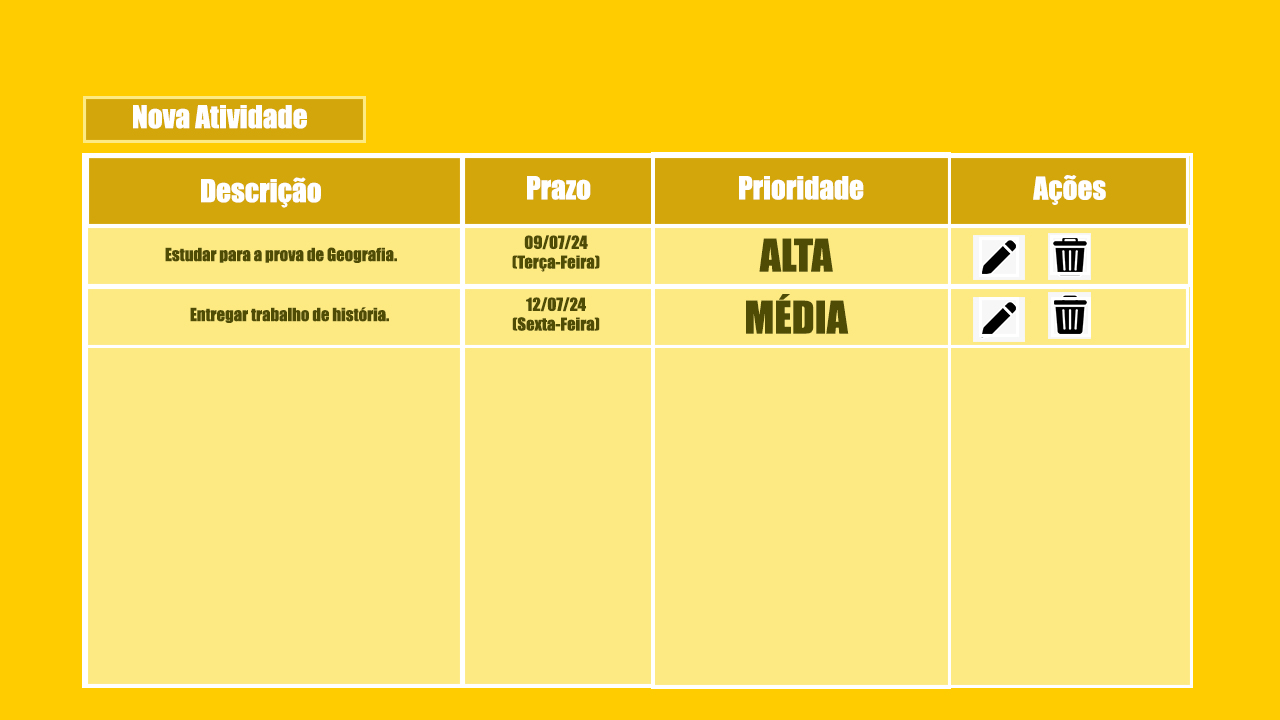 Nova Atividade
Descrição
Prazo
Prioridade
Ações
Estudar para a prova de Geografia.
09/07/24
(Terça-Feira)
ALTA
Entregar trabalho de história.
12/07/24
(Sexta-Feira)
MÉDIA